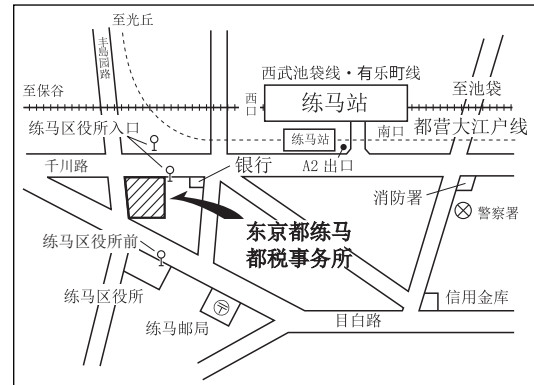 至光丘
丰岛园路
西武池袋线·有乐町线
至保谷
西口
练马站
至池袋
练马区役所入口
练马站
南口
都营大江户线
千川路
银行
A2 出口
消防署
警察署
东京都练马
都税事务所
练马区役所前
练马区役所
信用金库
练马邮局
〒
目白路